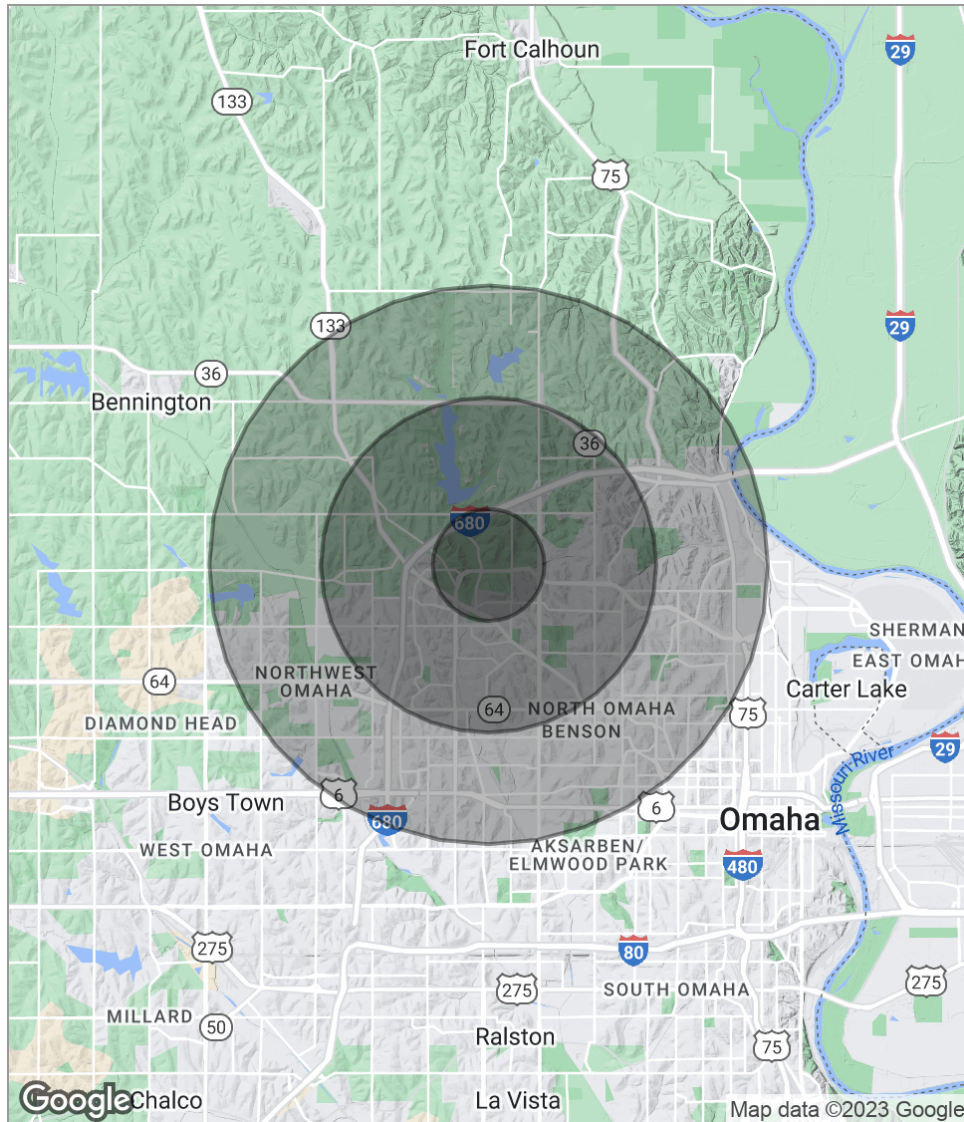 Fort Calhoun
29
133
75
29
133
36
Bennington
36
680
SHERMAN
EAST OMAH
NORTHWEST
OMAHA
64
Carter Lake
64
NORTH OMAHA
BENSON
75
DIAMOND HEAD
29
Missouri River
6
Boys Town
6
680
Omaha
WEST OMAHA
AKSARBEN/
ELMWOOD PARK
480
275
80
275
SOUTH OMAHA
275
MILLARD
50
Ralston
75
Google
Chalco
La Vista
Map data ©2023 Google